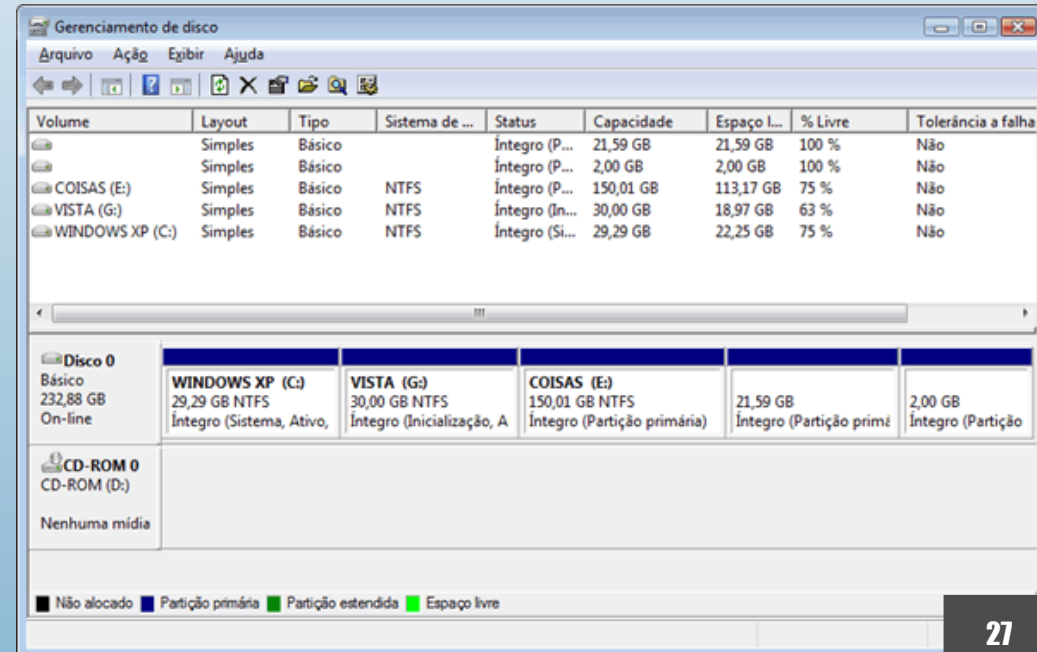 Gerenciamento de disco
Arquivo Ação Exibir Ajuda
Volume Layout Tipo Sistema de ... Status Capacidade Espaço l... % Livre Tolerância a falha
Simples Básico Íntegro (P... 21,59 GB 21,59 GB 100 % Não
Simples Básico Íntegro (P... 2,00 GB 2,00 GB 100 % Não
COISAS (E:) Simples Básico NTFS Íntegro (P... 150,01 GB 113,17 GB 75 % Não
VISTA (G:) Simples Básico NTFS Íntegro (In... 30,00 GB 18,97 GB 63 % Não
WINDOWS XP (C:) Simples Básico NTFS Íntegro (Si... 29,29 GB 22,25 GB 75 % Não
Disco 0
Básico
232,88 GB
On-line
WINDOWS XP (C:)
29,29 GB NTFS
Íntegro (Sistema, Ativo,
VISTA (G:)
30,00 GB NTFS
Íntegro (Inicialização, A
COISAS (E:)
150,01 GB NTFS
Íntegro (Partição primária)
21,59 GB
Íntegro (Partição primá
2,00 GB
Íntegro (Partição
CD-ROM 0
CD-ROM (D:)
Nenhuma mídia
Não alocado Partição primária Partição estendida Espaço livre
27